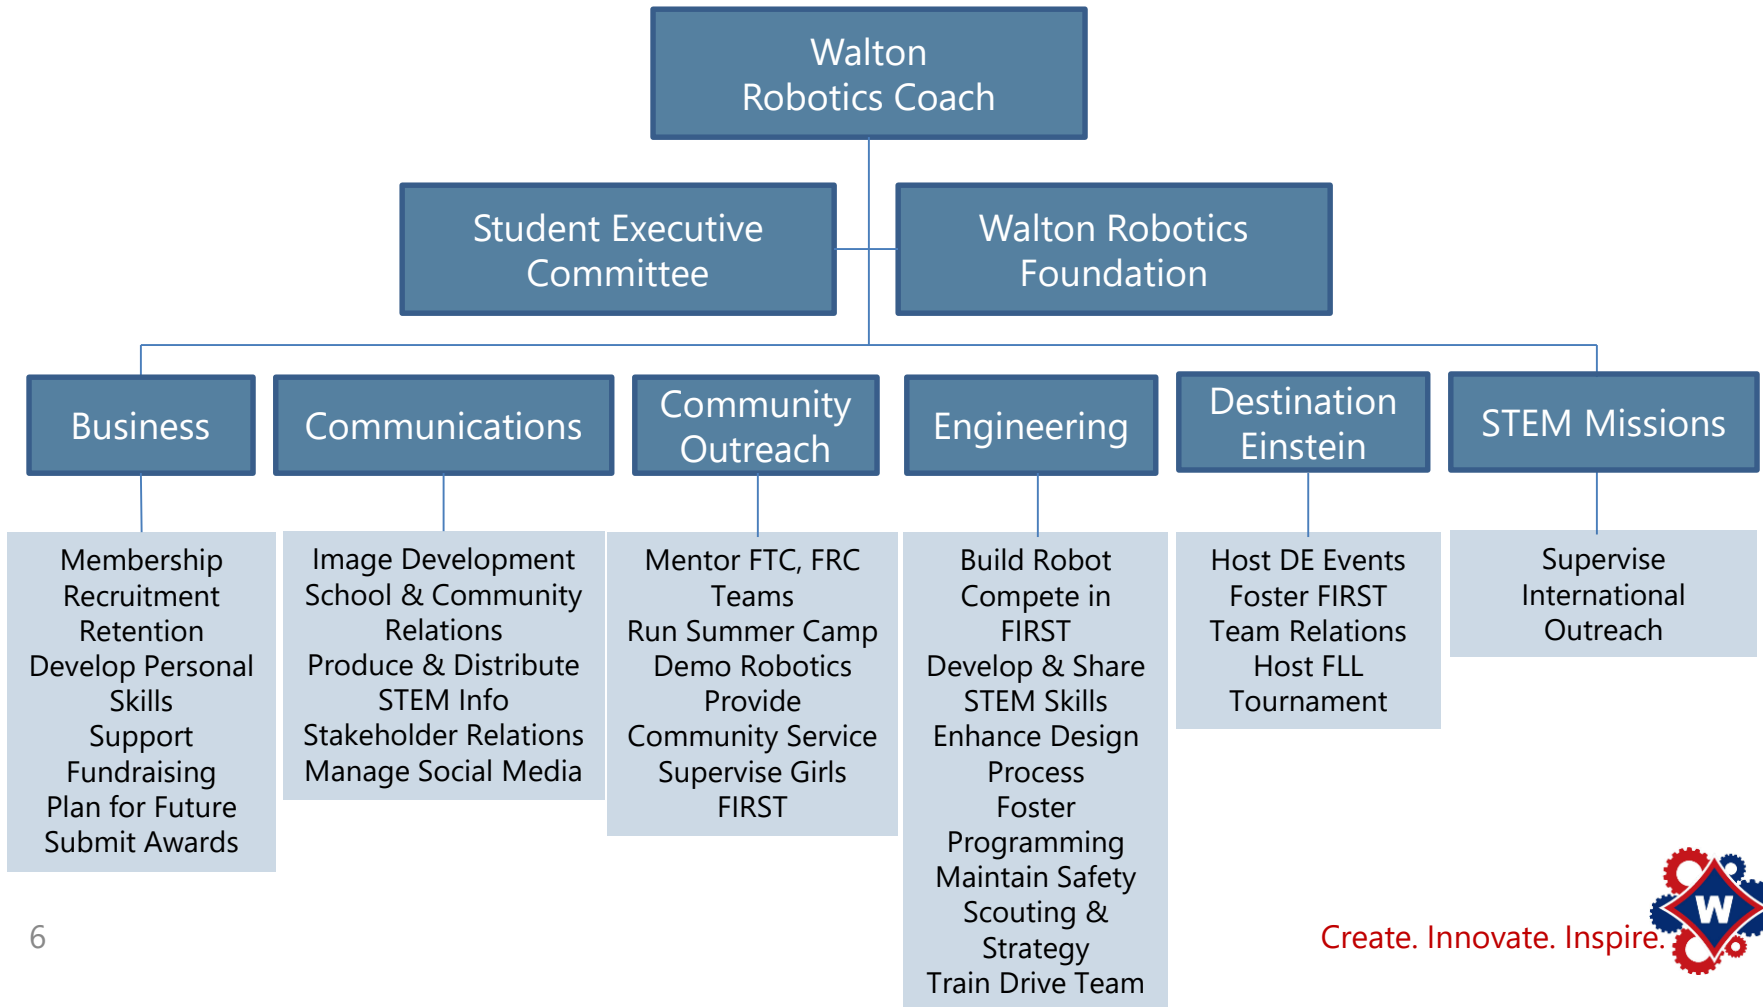 Walton
Robotics Coach
Student Executive
Committee
Walton Robotics
Foundation
Business
Communications
Community
Outreach
Engineering
Destination
Einstein
STEM Missions
Membership
Recruitment
Retention
Develop Personal
Skills
Support
Fundraising
Plan for Future
Submit Awards
Image Development
School & Community
Relations
Produce & Distribute
STEM Info
Stakeholder Relations
Manage Social Media
Mentor FTC, FRC
Teams
Run Summer Camp
Demo Robotics
Provide
Community Service
Supervise Girls
FIRST
Build Robot
Compete in
FIRST
Develop & Share
STEM Skills
Enhance Design
Process
Foster
Programming
Maintain Safety
Scouting &
Strategy
Train Drive Team
Host DE Events
Foster FIRST
Team Relations
Host FLL
Tournament
Supervise
International
Outreach
6
Create. Innovate. Inspire.
W